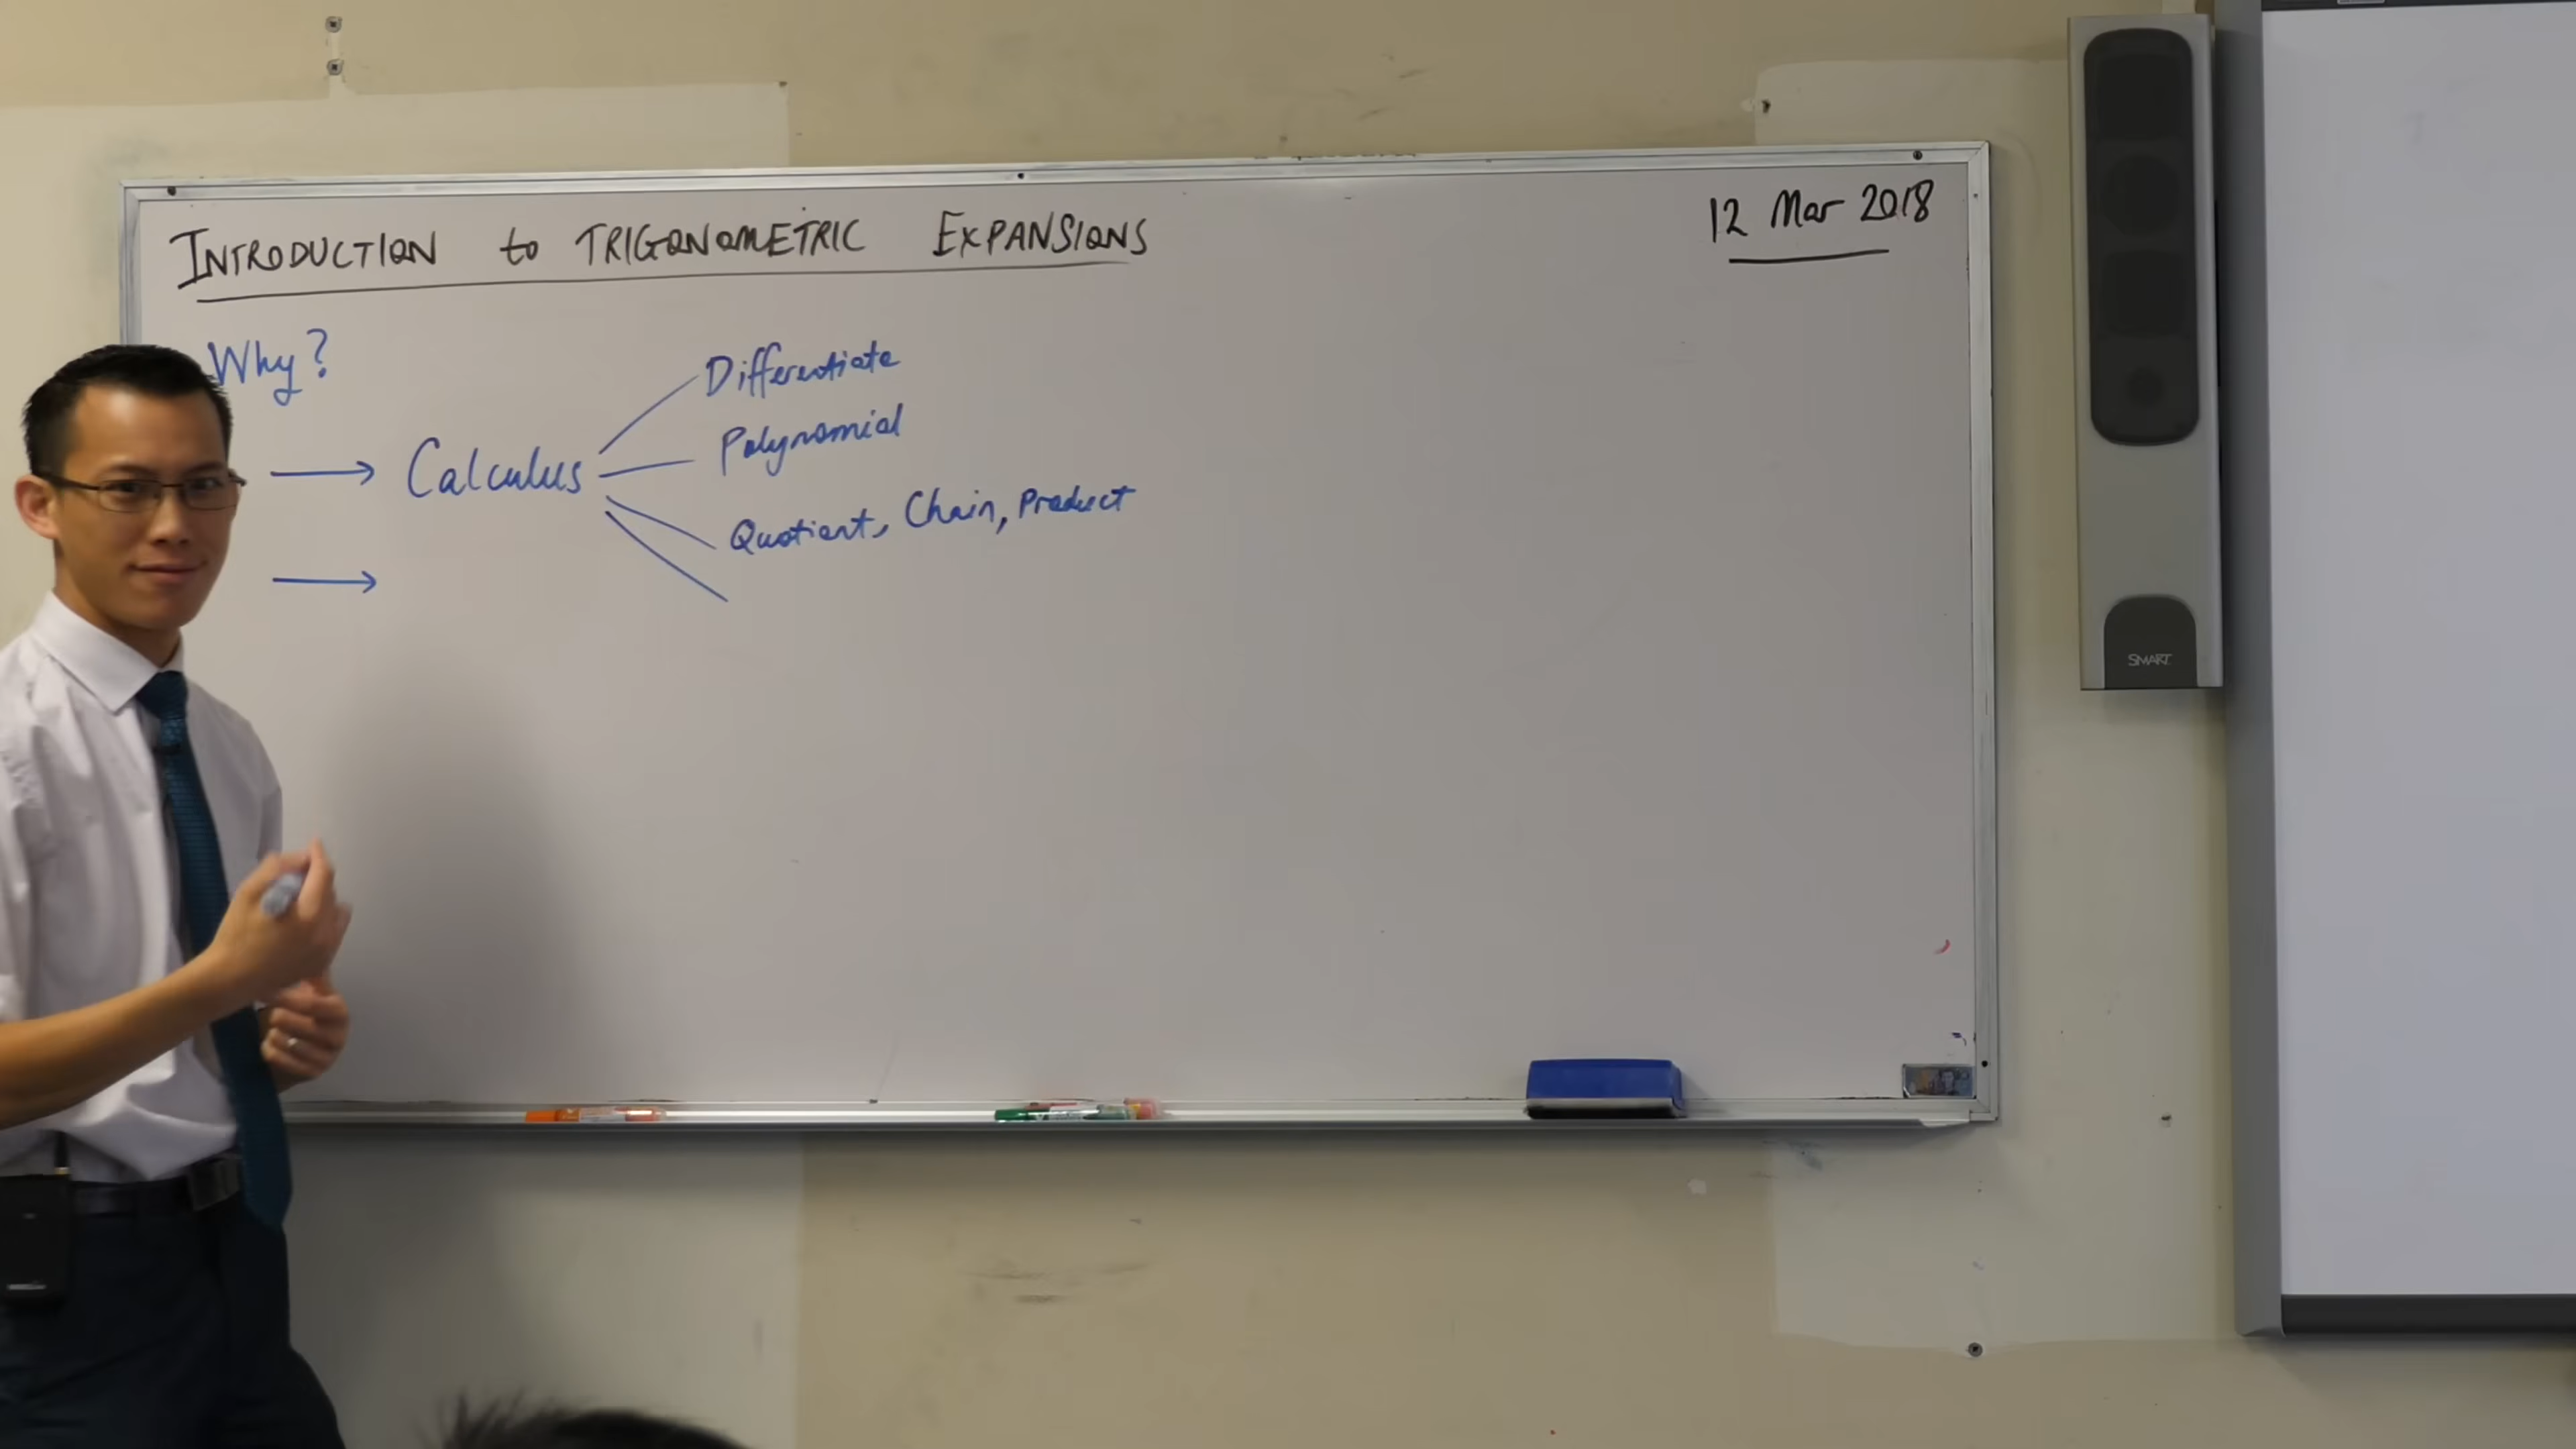 INTRODUCTION to TRIGONOMETRIC EXPANSIONS
12 Mar 2018
Why?
Differentiate
Polynomial
Calculus
Quotient, Chain, Product
SMART